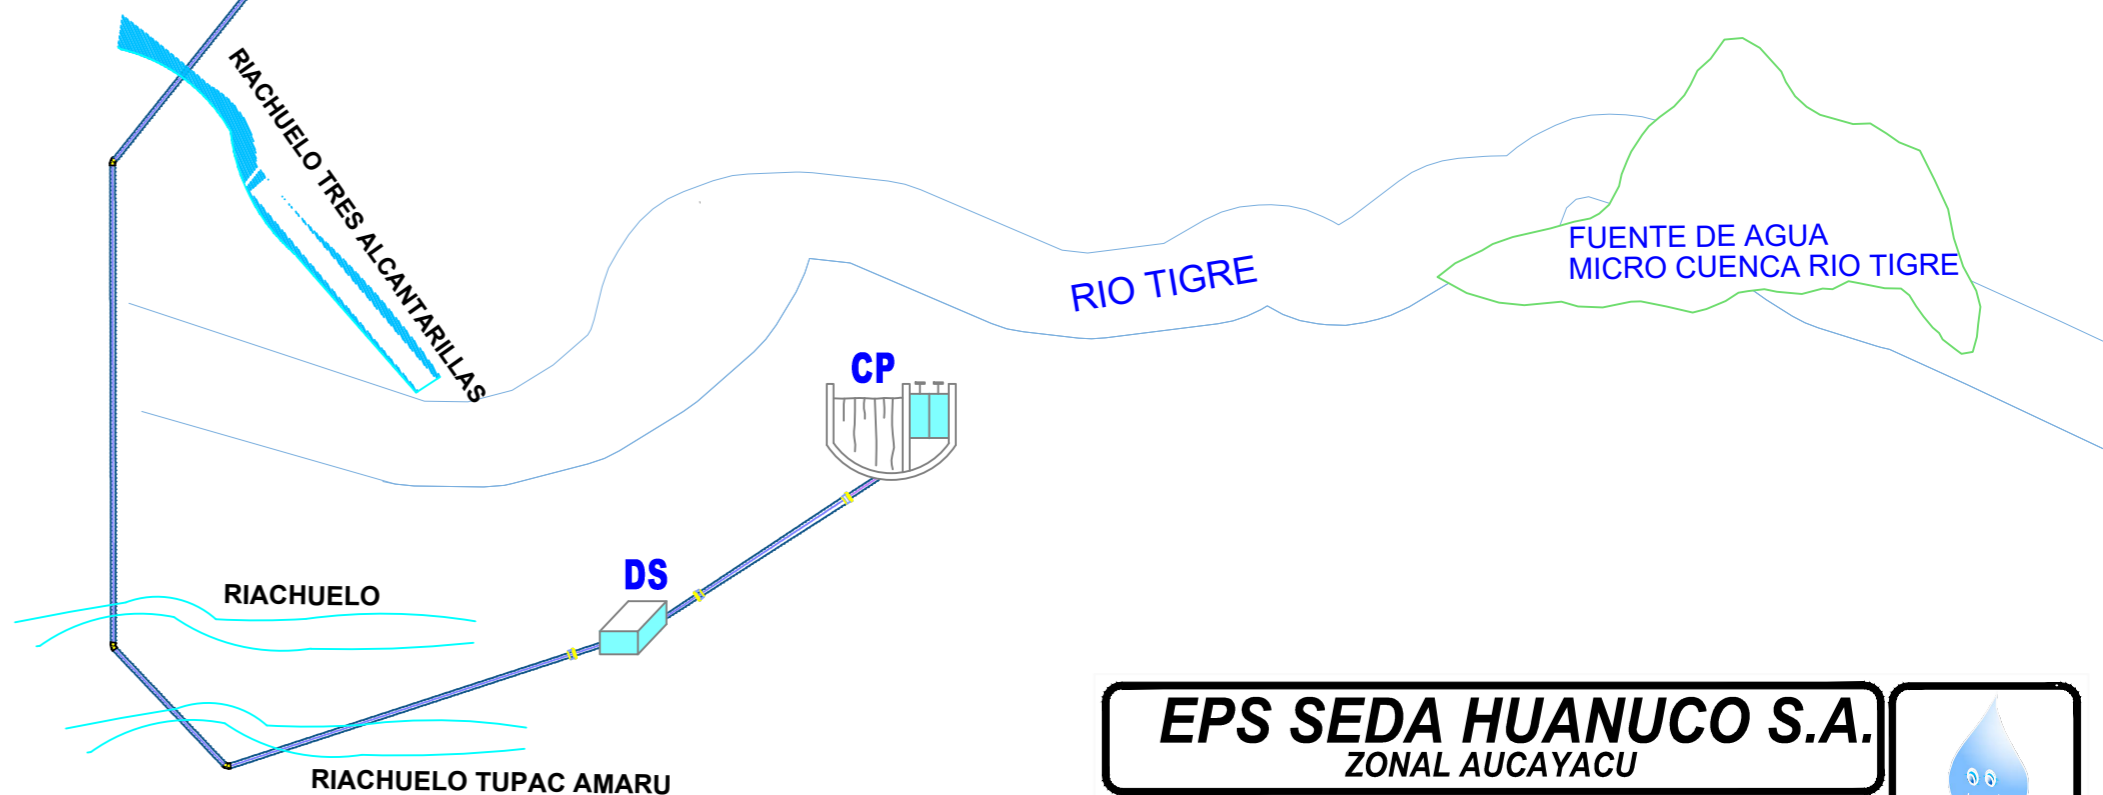 RIACHUELO TRES ALCANTARILLAS
FUENTE DE AGUA
MICRO CUENCA RIO TIGRE
RIO TIGRE
CP
DS
RIACHUELO
RIACHUELO TUPAC AMARU
EPS SEDA HUANUCO S.A.
ZONAL AUCAYACU